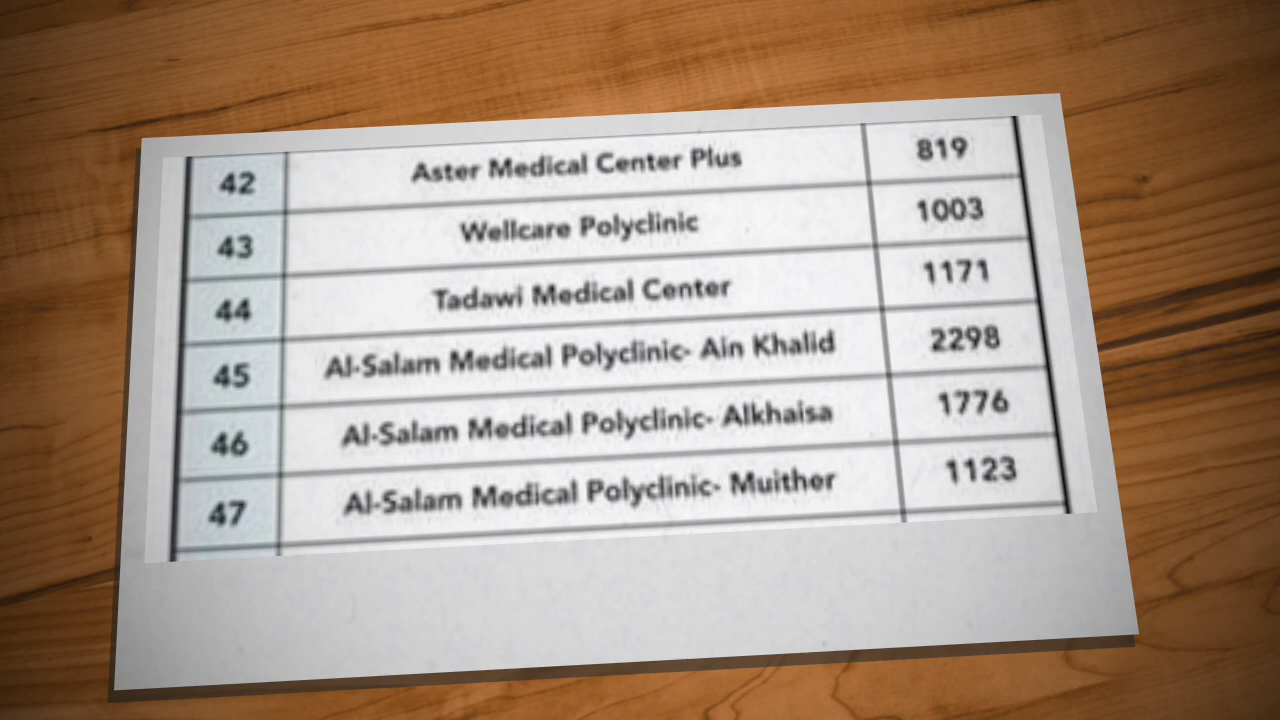 42 Aster Medical Center Plus 819
43 Wellcare Polyclinic 1003
44 Tadawi Medical Center 1171
45 Al-Salam Medical Polyclinic- Ain Khalid 2298
46 Al-Salam Medical Polyclinic- Alkhaisa 1776
47 Al-Salam Medical Polyclinic- Muither 1123